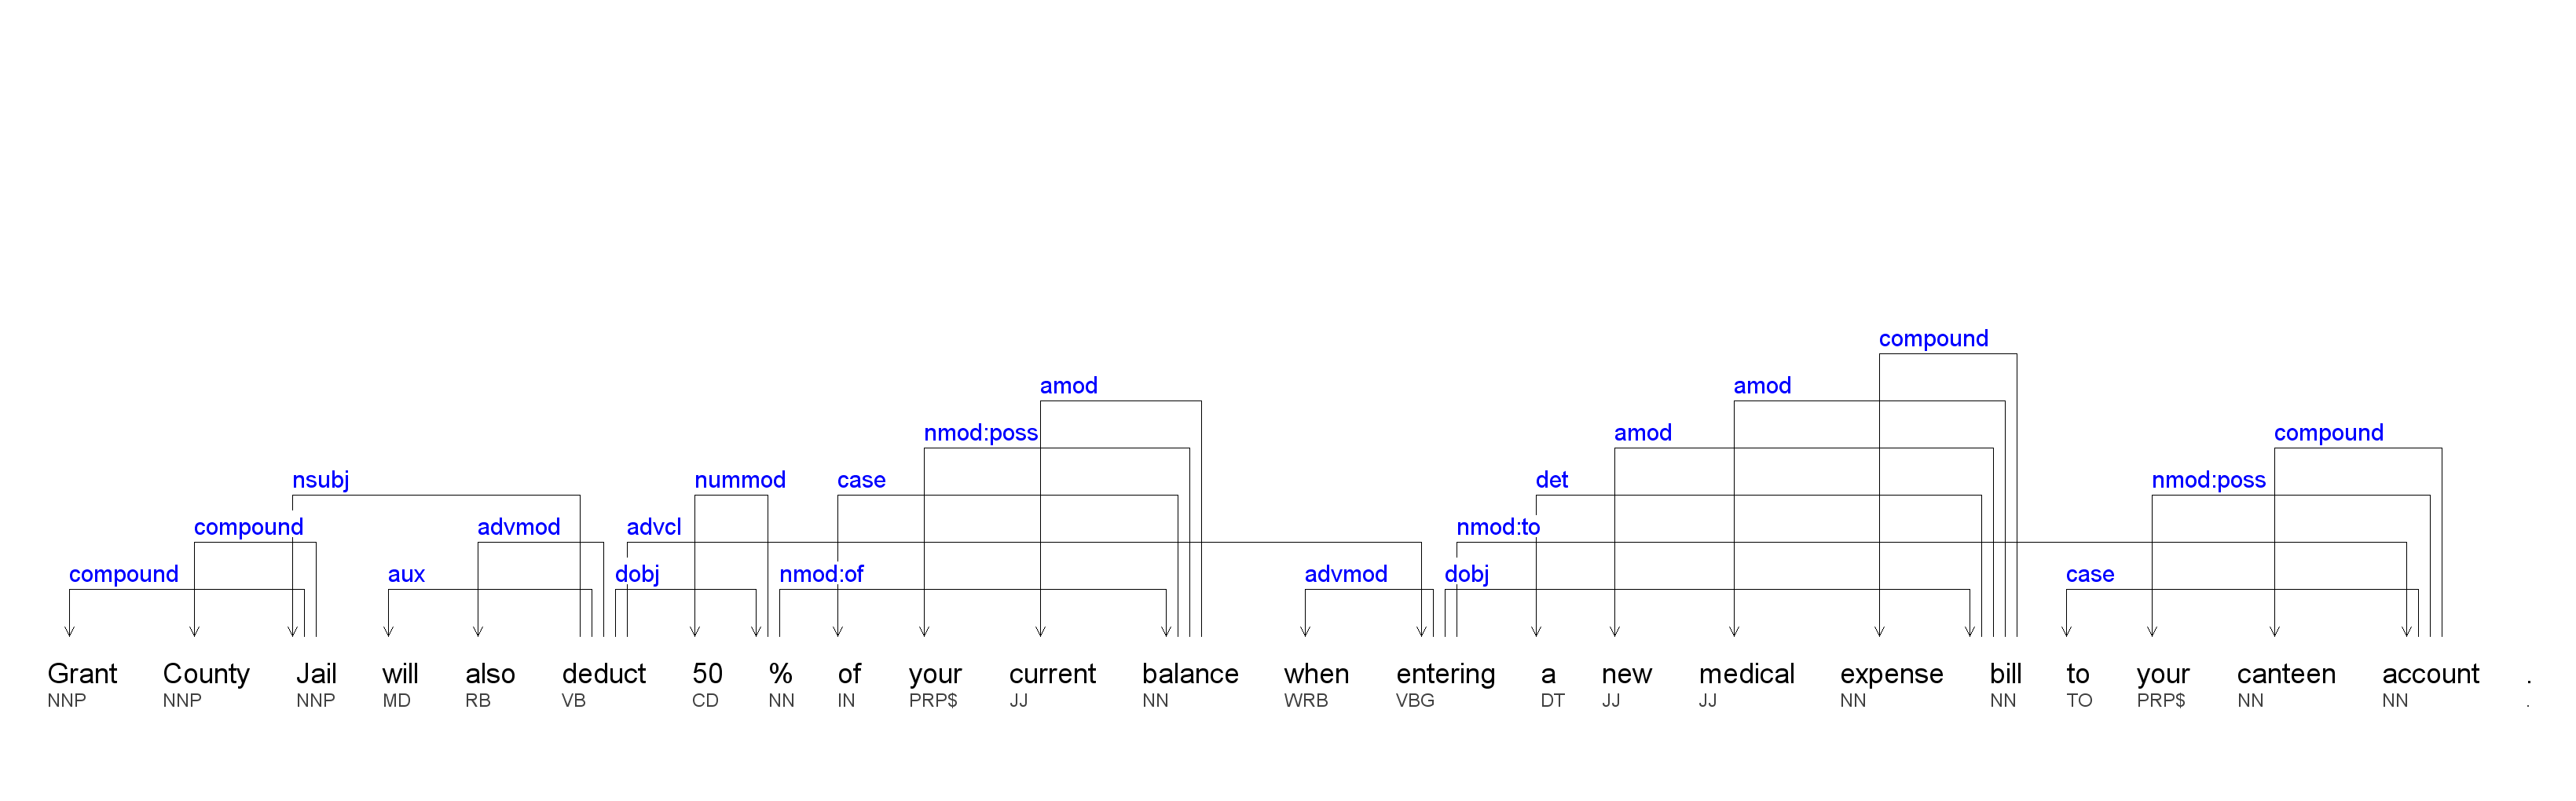 compound
amod amod
nmod:poss amod compound
nsubj nummod case det nmod:poss
compound advmod advcl nmod:to
compound aux dobj nmod:of advmod dobj case
Grant County Jail will also deduct 50 % of your current balance when entering a new medical expense bill to your canteen account .
NNP NNP NNP MD RB VB CD NN IN PRP$ JJ NN WRB VBG DT JJ JJ NN NN TO PRP$ NN NN .